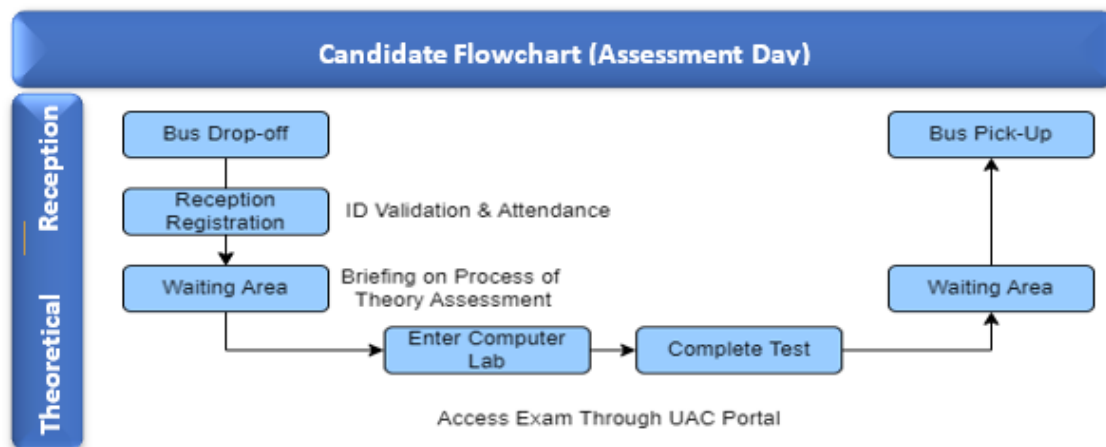 Candidate Flowchart (Assessment Day)
Reception
Theoretical
Bus Drop-off
Reception
Registration
ID Validation & Attendance
Waiting Area
Briefing on Process of
Theory Assessment
Enter Computer
Lab
Complete Test
Access Exam Through UAC Portal
Waiting Area
Bus Pick-Up